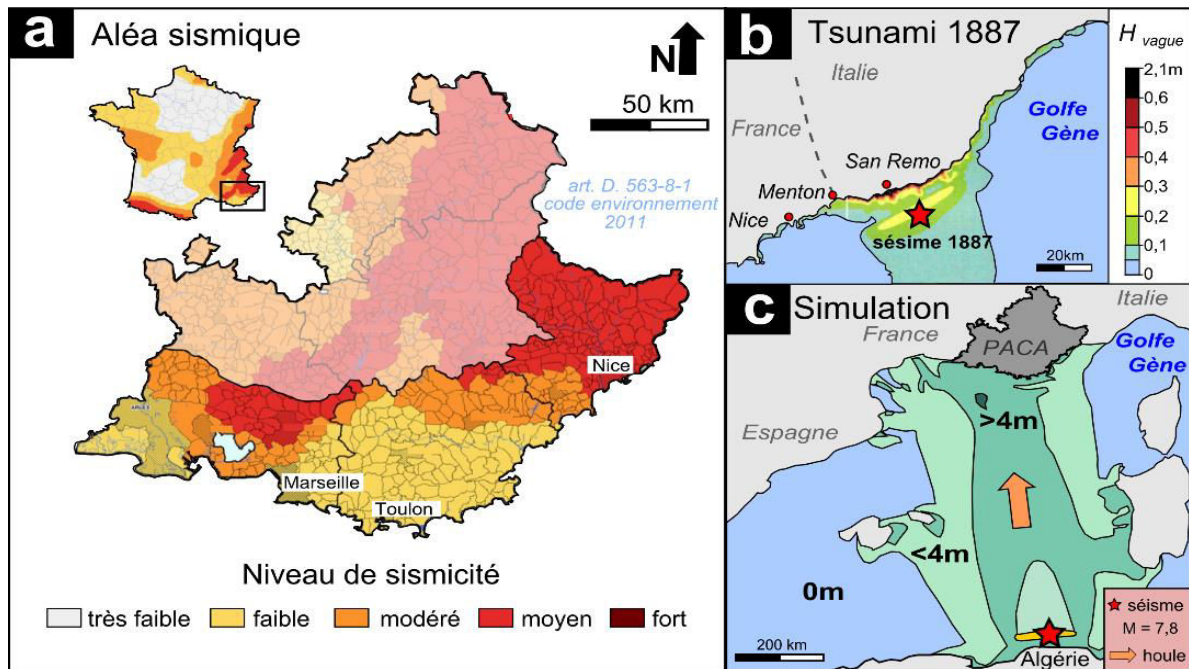 a
Aléa sismique
N
50 km
art. D. 563-8-1
code environnement
2011
Nice
Marseille
Toulon
Niveau de sismicité
très faible
faible
modéré
moyen
fort
b
Tsunami 1887
Italie
France
San Remo
Menton
Nice
sésime 1887
Golfe
Gène
20km
H vague
2,1m
0,6
0,5
0,4
0,3
0,2
0,1
0
c
Simulation
France
Italie
PACA
Golfe
Gène
>4m
Espagne
<4m
0m
200 km
Algérie
séisme
M = 7,8
houle